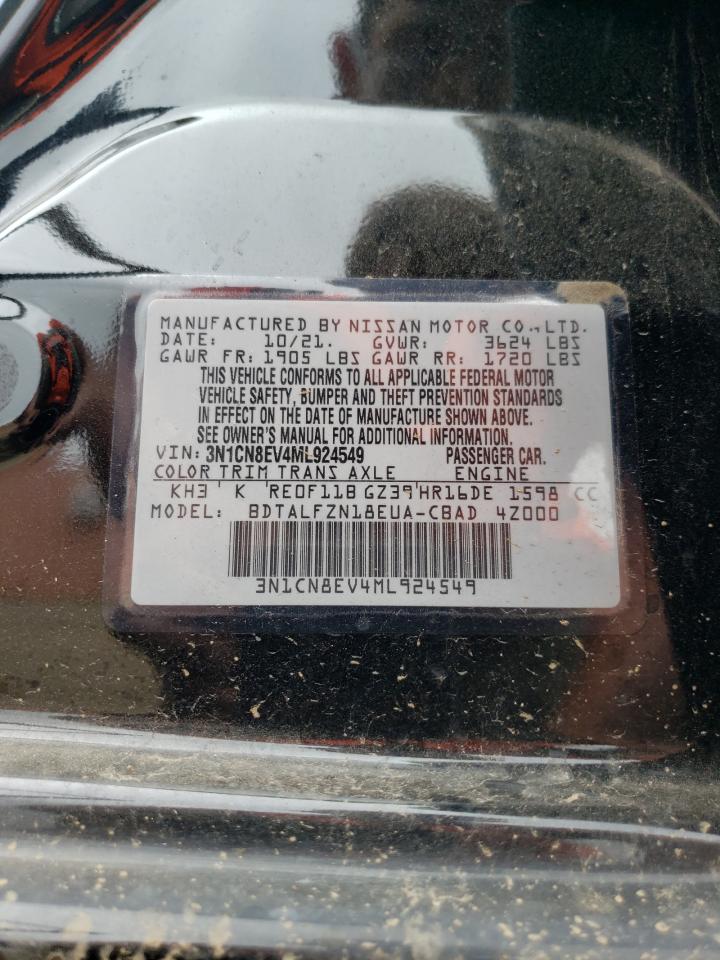 MANUFACTURED BY NISSAN MOTOR CO.,LTD.
DATE: 10/21. GVWR: 3624 LBS
GAWR FR: 1905 LBS GAWR RR: 1720 LBS
THIS VEHICLE CONFORMS TO ALL APPLICABLE FEDERAL MOTOR
VEHICLE SAFETY, BUMPER AND THEFT PREVENTION STANDARDS
IN EFFECT ON THE DATE OF MANUFACTURE SHOWN ABOVE.
SEE OWNER'S MANUAL FOR ADDITIONAL INFORMATION.
VIN: 3N1CN8EV4ML924549 PASSENGER CAR.
COLOR TRIM TRANS AXLE ENGINE
KH3 K RE0F11B GZ39 HR16DE 1598 CC
MODEL: BDTALFZN18EUA-CBAD 4Z000
3N1CN8EV4ML924549